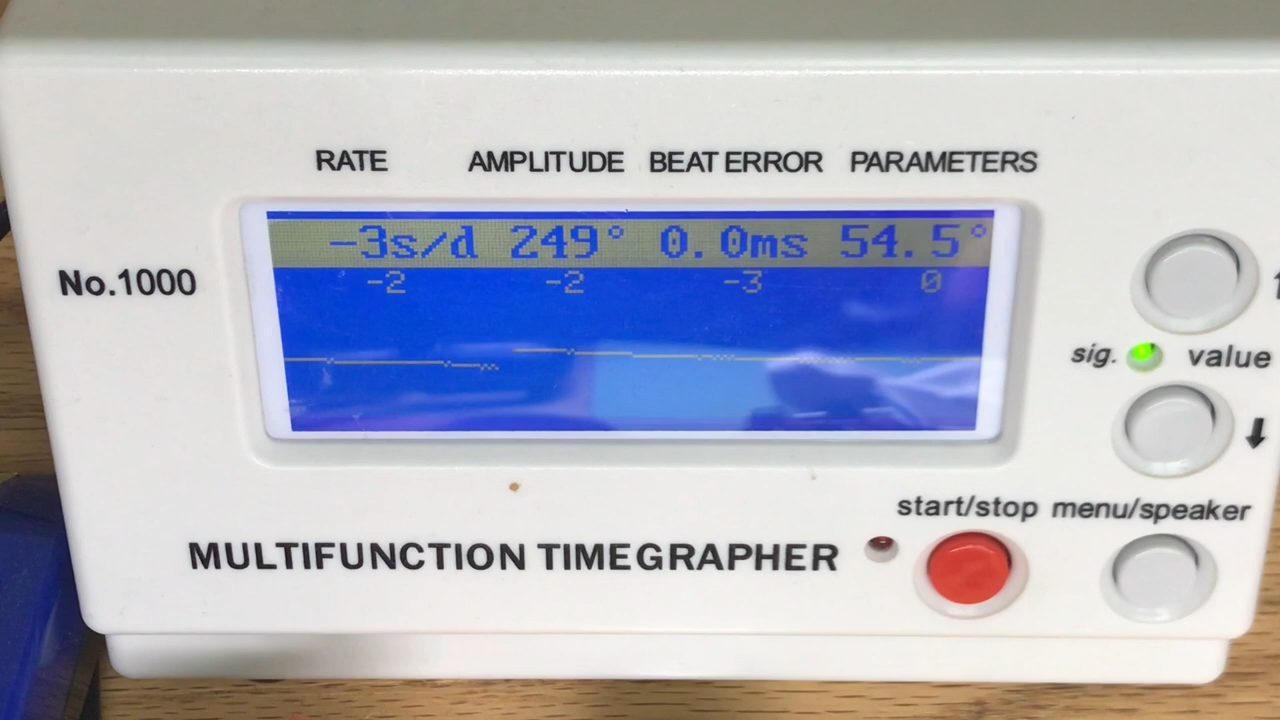 RATE AMPLITUDE BEAT ERROR PARAMETERS
-3s/d 249° 0.0ms 54.5°
-2 -2 -3 0
No.1000
sig. value
↓
start/stop menu/speaker
MULTIFUNCTION TIMEGRAPHER